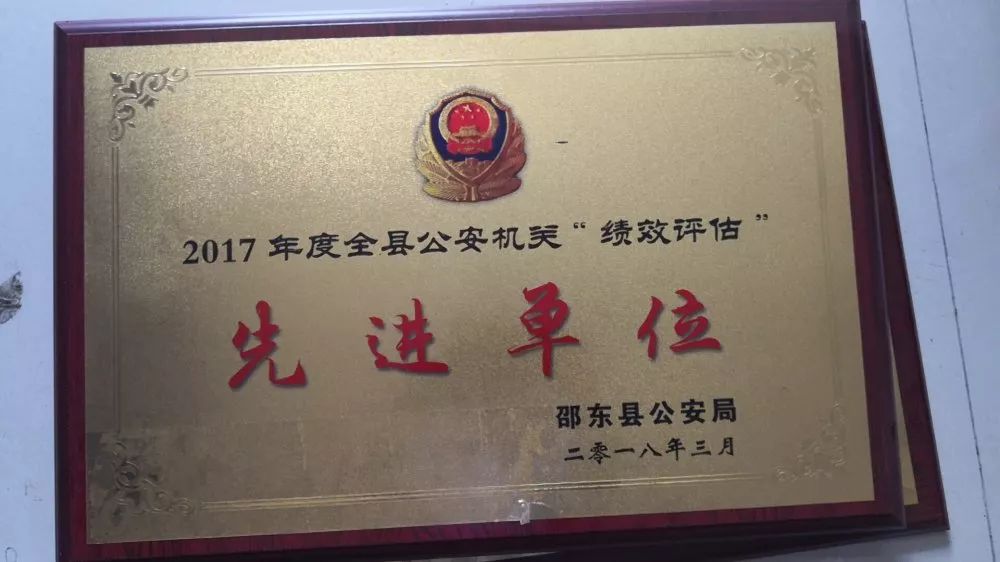 2017年度全县公安机关“绩效评估”
先进单位
邵东县公安局
二零一八年三月